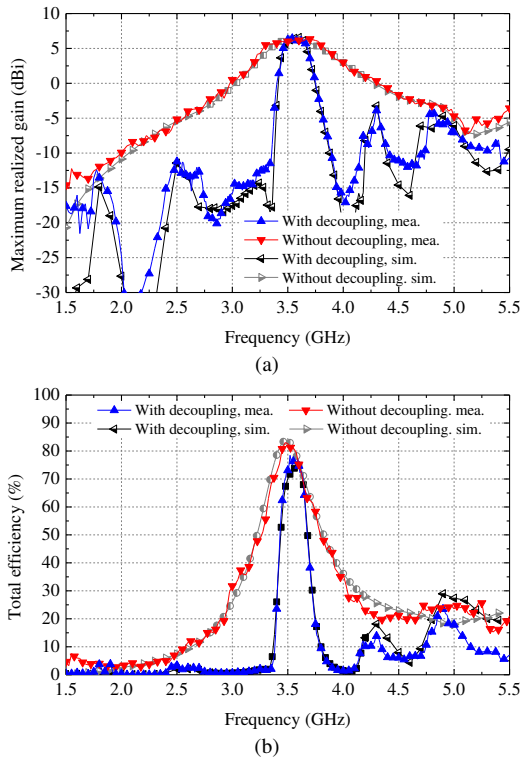 10
5
0
-5
-10
-15
-20
-25
-30
Maximum realized gain (dBi)
With decoupling, mea.
Without decoupling, mea.
With decoupling, sim.
Without decoupling. sim.
1.5 2.0 2.5 3.0 3.5 4.0 4.5 5.0 5.5
Frequency (GHz)
(a)
100
90
80
70
60
50
40
30
20
10
0
Total efficiency (%)
With decoupling, mea. Without decoupling. mea.
With decoupling, sim. Without decoupling. sim.
1.5 2.0 2.5 3.0 3.5 4.0 4.5 5.0 5.5
Frequency (GHz)
(b)